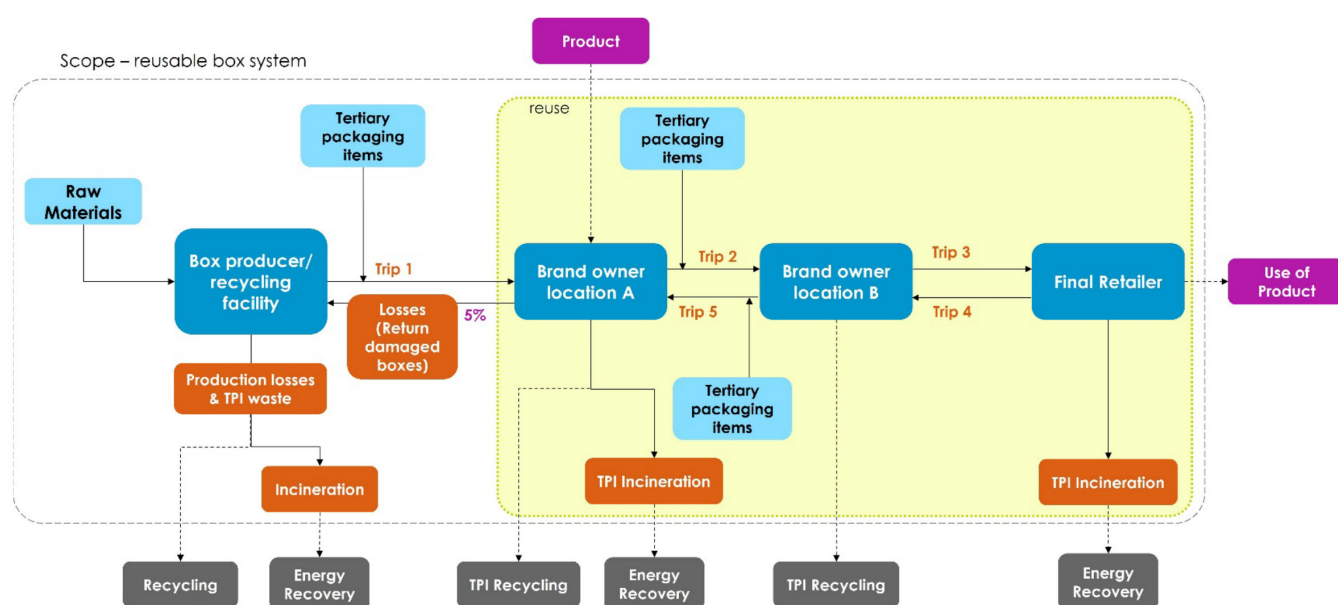 Product
Scope – reusable box system
reuse
Tertiary
packaging
items
Tertiary
packaging
items
Raw
Materials
Box producer/
recycling
facility
Trip 1
Brand owner
location A
Trip 2
Brand owner
location B
Trip 3
Final Retailer
Use of
Product
Losses
(Return
damaged
boxes)
5%
Trip 5
Trip 4
Production losses
& TPI waste
Tertiary
packaging
items
Incineration
TPI Incineration
TPI Incineration
Recycling
Energy
Recovery
TPI Recycling
Energy
Recovery
TPI Recycling
Energy
Recovery